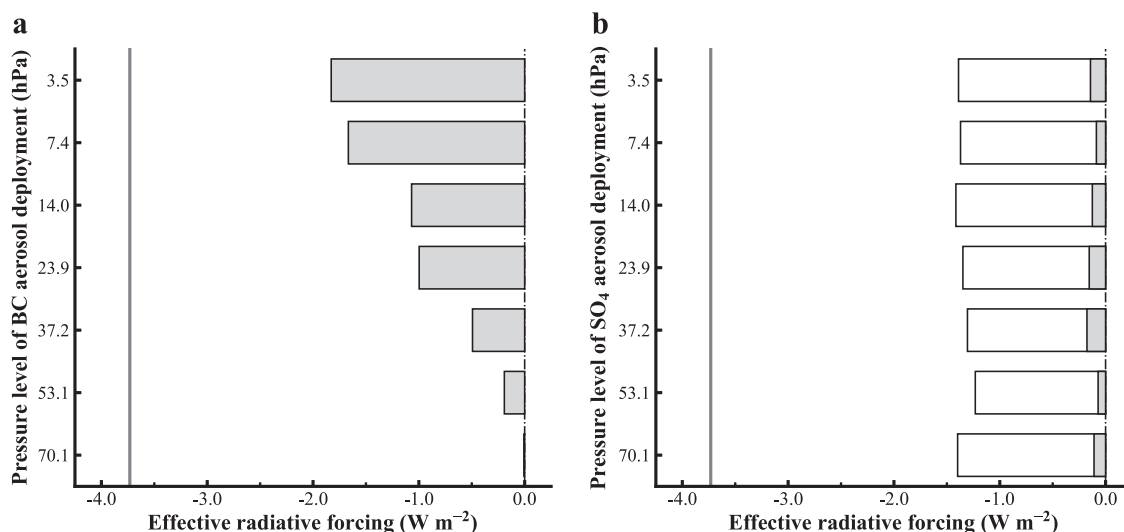 a
Pressure level of BC aerosol deployment (hPa)
3.5
7.4
14.0
23.9
37.2
53.1
70.1
-4.0 -3.0 -2.0 -1.0 0.0
Effective radiative forcing (W m⁻²)
b
Pressure level of SO₄ aerosol deployment (hPa)
3.5
7.4
14.0
23.9
37.2
53.1
70.1
-4.0 -3.0 -2.0 -1.0 0.0
Effective radiative forcing (W m⁻²)